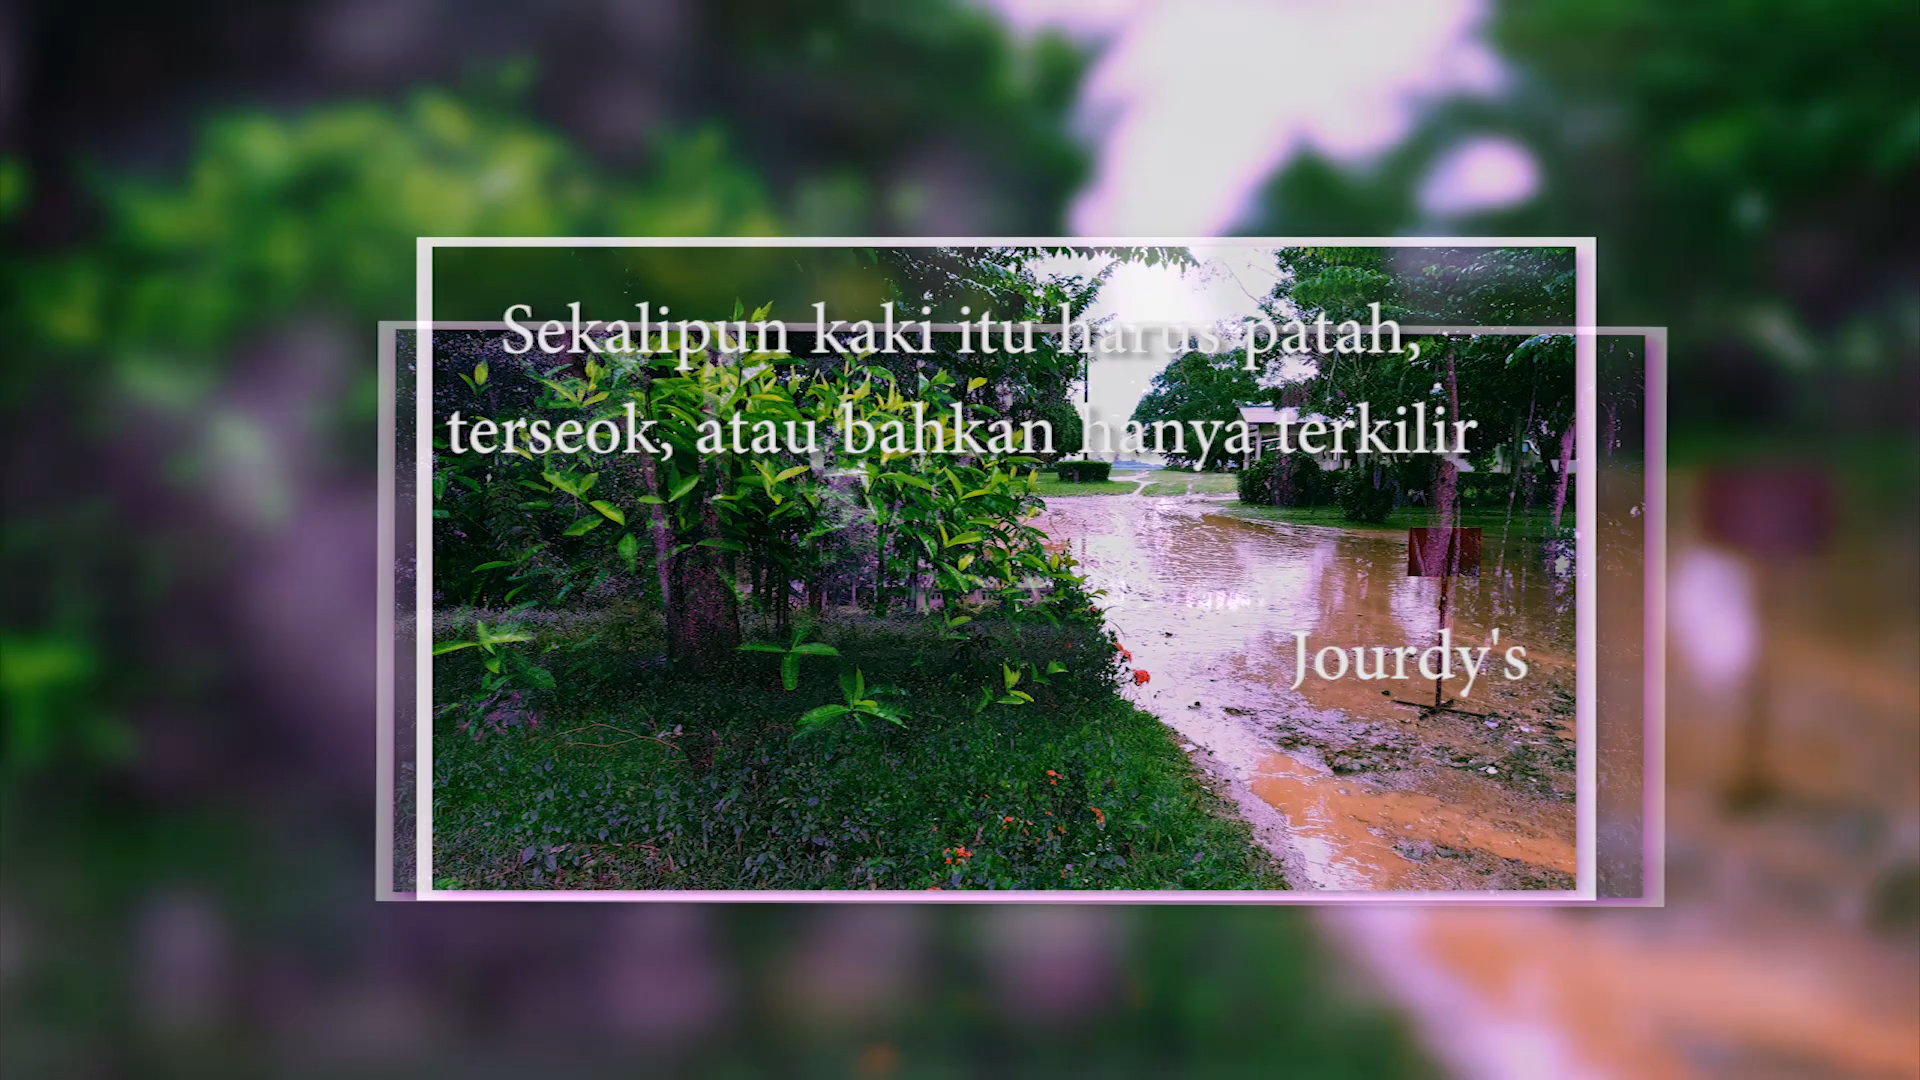 Sekalipun kaki itu harus patah,
terseok, atau bahkan hanya terkilir
Jourdy's